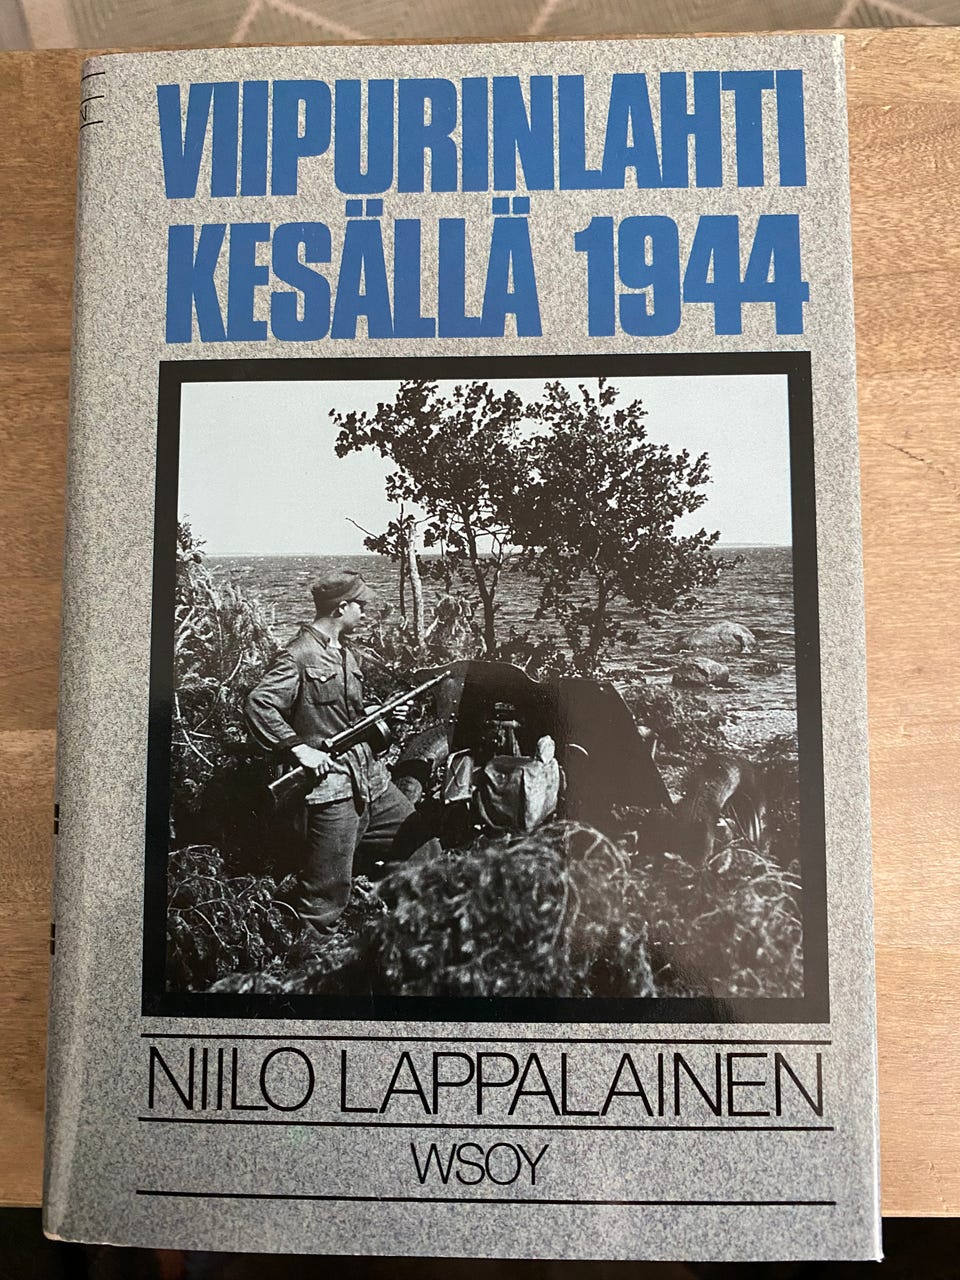 VIIPURINLAHTI
KESÄLLÄ 1944
NIILO LAPPALAINEN
WSOY